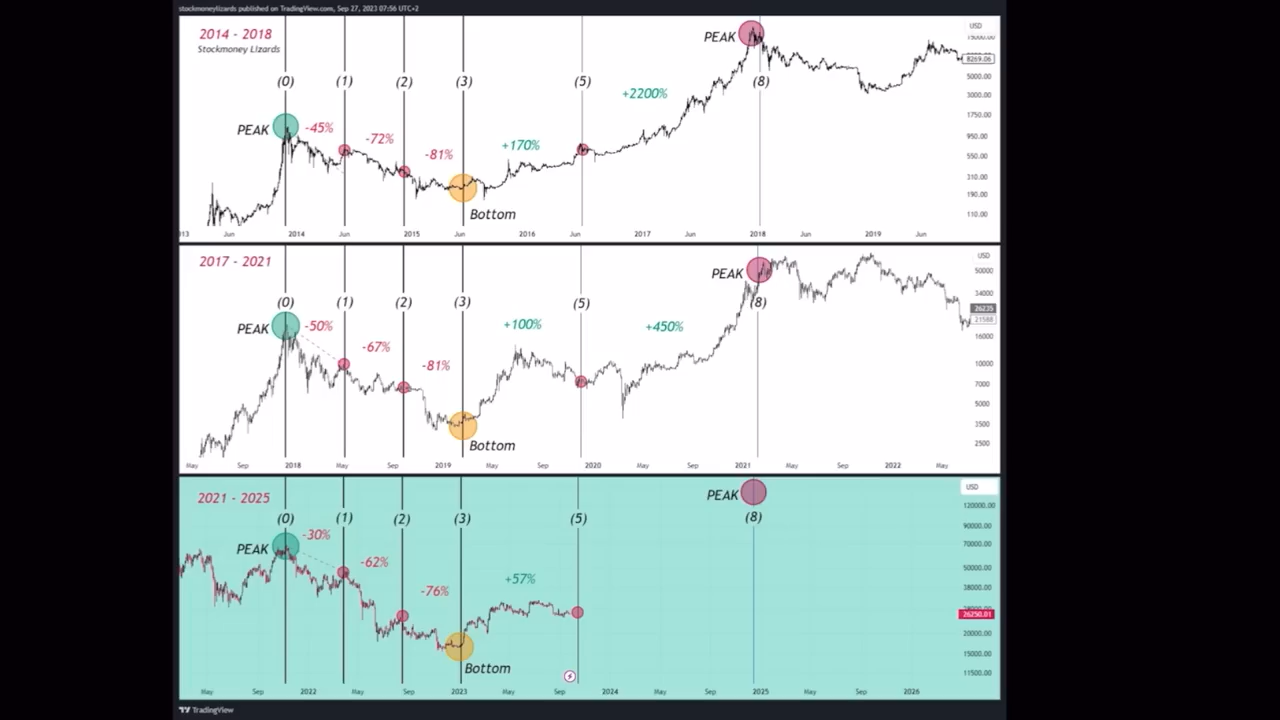 stockmoneylizards published on TradingView.com, Sep 27, 2023 07:56 UTC+2
2014 - 2018
Stockmoney Lizards
PEAK
USD
15000.00
8269.06
5000.00
3000.00
1750.00
950.00
550.00
310.00
190.00
110.00
(0) (1) (2) (3) (5) (8)
+2200%
PEAK -45% -72% -81% +170%
Bottom
13 Jun 2014 Jun 2015 Jun 2016 Jun 2017 Jun 2018 Jun 2019 Jun
2017 - 2021
PEAK
USD
50000
34000
26235
21588
16000
10000
7000
5000
3500
2500
(0) (1) (2) (3) (5) (8)
PEAK -50% -67% -81% +100% +450%
Bottom
May Sep 2018 May Sep 2019 May Sep 2020 May Sep 2021 May Sep 2022 May
2021 - 2025
PEAK
USD
120000.00
90000.00
70000.00
50000.00
38000.00
26250.01
20000.00
15000.00
11500.00
(0) (1) (2) (3) (5) (8)
PEAK -30% -62% -76% +57%
Bottom
May Sep 2022 May Sep 2023 May Sep 2024 May Sep 2025 May Sep 2026
TradingView